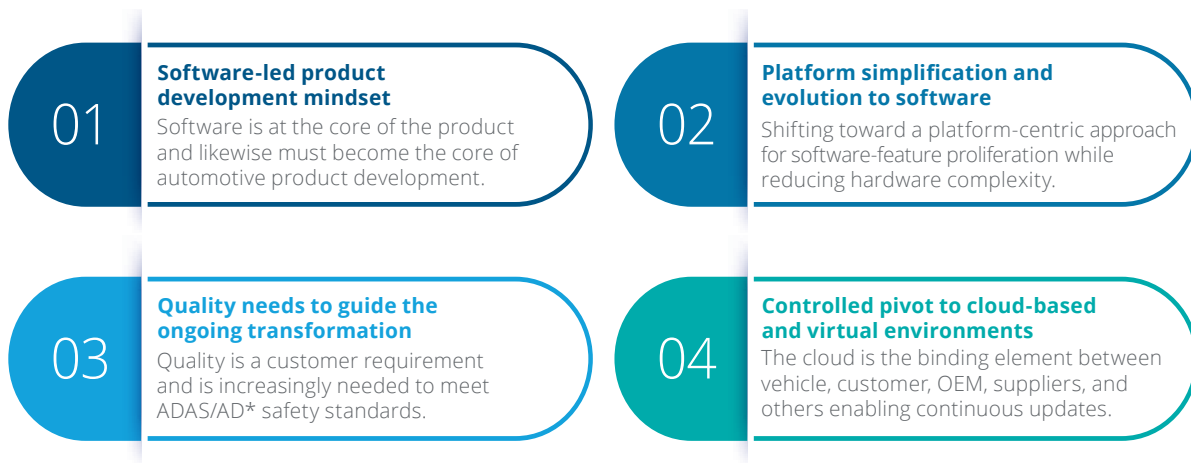 01
Software-led product
development mindset
Software is at the core of the product
and likewise must become the core of
automotive product development.
02
Platform simplification and
evolution to software
Shifting toward a platform-centric approach
for software-feature proliferation while
reducing hardware complexity.
03
Quality needs to guide the
ongoing transformation
Quality is a customer requirement
and is increasingly needed to meet
ADAS/AD* safety standards.
04
Controlled pivot to cloud-based
and virtual environments
The cloud is the binding element between
vehicle, customer, OEM, suppliers, and
others enabling continuous updates.